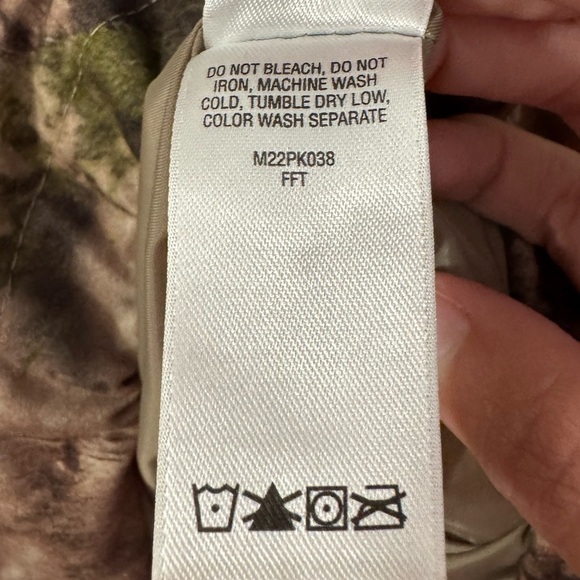 DO NOT BLEACH, DO NOT
IRON, MACHINE WASH
COLD, TUMBLE DRY LOW,
COLOR WASH SEPARATE
M22PK038
FFT